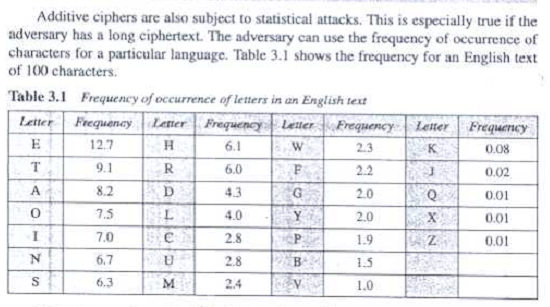 Additive ciphers are also subject to statistical attacks. This is especially true if the
adversary has a long ciphertext. The adversary can use the frequency of occurrence of
characters for a particular language. Table 3.1 shows the frequency for an English text
of 100 characters.
Table 3.1 Frequency of occurrence of letters in an English text
Letter Frequency Letter Frequency Letter Frequency Letter Frequency
E 12.7 H 6.1 W 2.3 K 0.08
T 9.1 R 6.0 F 2.2 J 0.02
A 8.2 D 4.3 G 2.0 Q 0.01
O 7.5 L 4.0 Y 2.0 X 0.01
I 7.0 C 2.8 P 1.9 Z 0.01
N 6.7 U 2.8 B 1.5
S 6.3 M 2.4 V 1.0